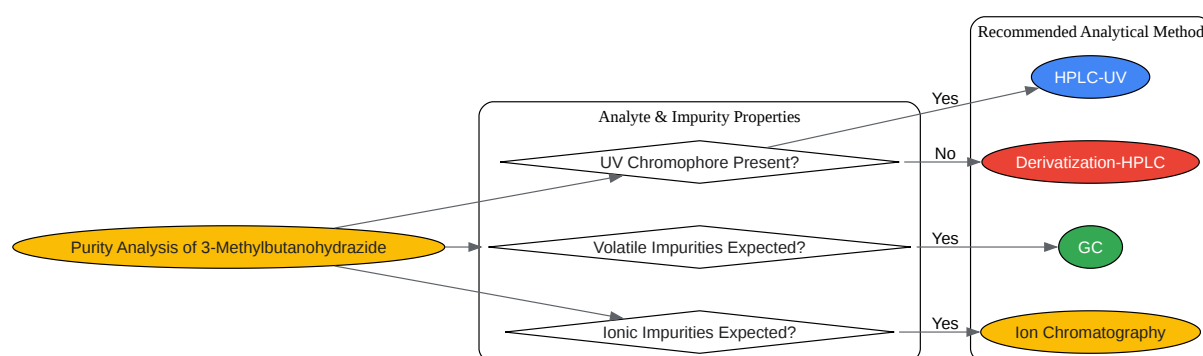 Recommended Analytical Method
HPLC-UV
Yes
Analyte & Impurity Properties
UV Chromophore Present?
No
Derivatization-HPLC
Purity Analysis of 3-Methylbutanohydrazide
Volatile Impurities Expected?
Yes
GC
Ionic Impurities Expected?
Yes
Ion Chromatography